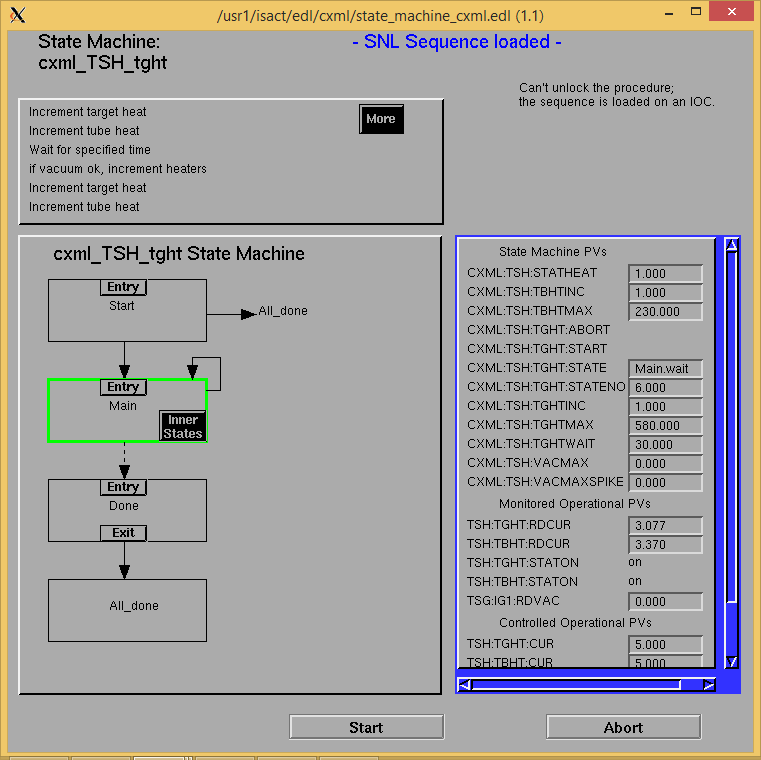 /usr1/isact/edl/cxml/state_machine_cxml.edl (1.1)
State Machine:
- SNL Sequence loaded -
cxml_TSH_tght
Can't unlock the procedure;
the sequence is loaded on an IOC.
Increment target heat
More
Increment tube heat
Wait for specified time
if vacuum ok, increment heaters
Increment target heat
Increment tube heat
cxml_TSH_tght State Machine
Entry
Start
All_done
Entry
Main
Inner
States
Entry
Done
Exit
All_done
State Machine PVs
CXML:TSH:STATHEAT 1.000
CXML:TSH:TBHTINC 1.000
CXML:TSH:TBHTMAX 230.000
CXML:TSH:TGHT:ABORT
CXML:TSH:TGHT:START
CXML:TSH:TGHT:STATE Main.wait
CXML:TSH:TGHT:STATENO 6.000
CXML:TSH:TGHTINC 1.000
CXML:TSH:TGHTMAX 580.000
CXML:TSH:TGHTWAIT 30.000
CXML:TSH:VACMAX 0.000
CXML:TSH:VACMAXSPIKE 0.000
Monitored Operational PVs
TSH:TGHT:RDCUR 3.077
TSH:TBHT:RDCUR 3.370
TSH:TGHT:STATON on
TSH:TBHT:STATON on
TSG:IG1:RDVAC 0.000
Controlled Operational PVs
TSH:TGHT:CUR 5.000
TSH:TBHT:CUR 5.000
Start
Abort